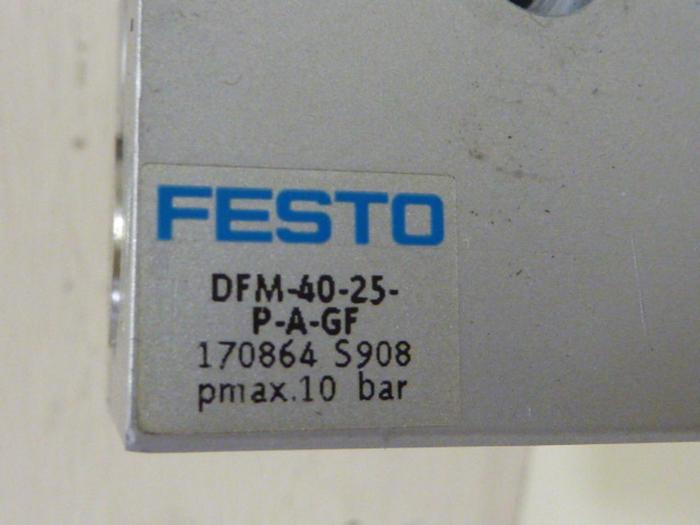 FESTO
DFM-40-25-
P-A-GF
170864 S908
pmax.10 bar